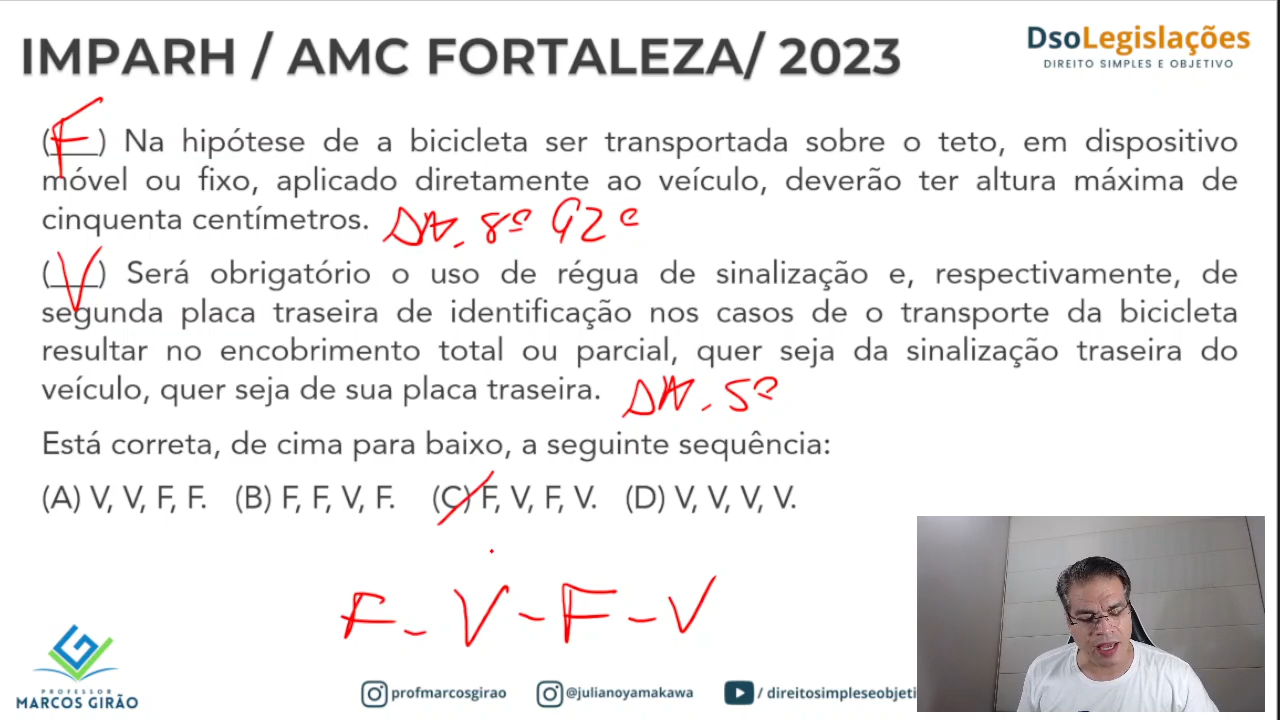 IMPARH / AMC FORTALEZA/ 2023
DsoLegislações
DIREITO SIMPLES E OBJETIVO
(F) Na hipótese de a bicicleta ser transportada sobre o teto, em dispositivo
móvel ou fixo, aplicado diretamente ao veículo, deverão ter altura máxima de
cinquenta centímetros. 8º §2º
(V) Será obrigatório o uso de régua de sinalização e, respectivamente, de
segunda placa traseira de identificação nos casos de o transporte da bicicleta
resultar no encobrimento total ou parcial, quer seja da sinalização traseira do
veículo, quer seja de sua placa traseira. 5º
Está correta, de cima para baixo, a seguinte sequência:
(A) V, V, F, F. (B) F, F, V, F. (C) F, V, F, V. (D) V, V, V, V.
F - V - F - V
PROFESSOR
MARCOS GIRÃO
profmarcosgirao @julianoyamakawa / direitosimpleseobjeti